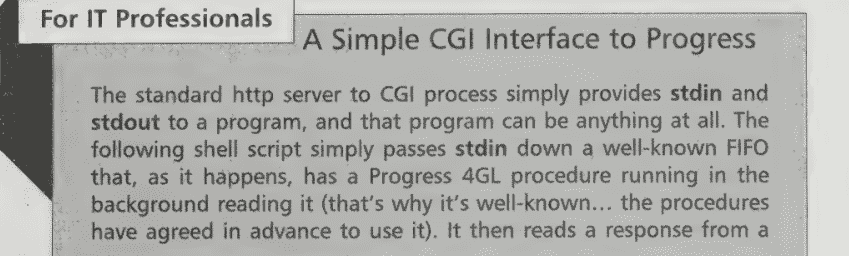 For IT Professionals
A Simple CGI Interface to Progress
The standard http server to CGI process simply provides stdin and
stdout to a program, and that program can be anything at all. The
following shell script simply passes stdin down a well-known FIFO
that, as it happens, has a Progress 4GL procedure running in the
background reading it (that's why it's well-known... the procedures
have agreed in advance to use it). It then reads a response from a